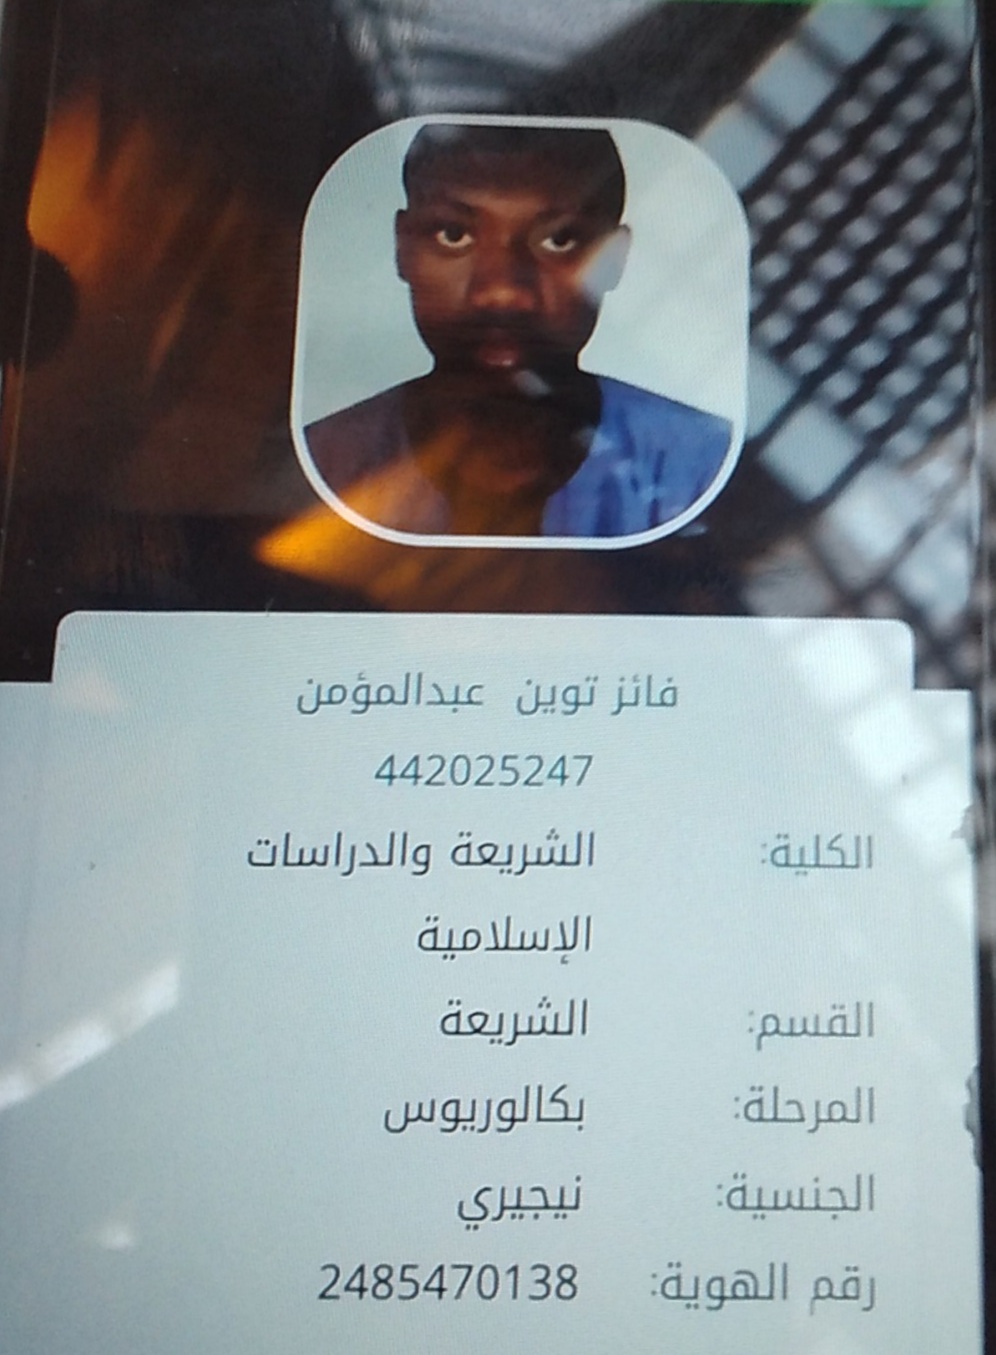 فائز توين عبدالمؤمن
442025247
الكلية: الشريعة والدراسات
الإسلامية
القسم: الشريعة
المرحلة: بكالوريوس
الجنسية: نيجيري
رقم الهوية: 2485470138